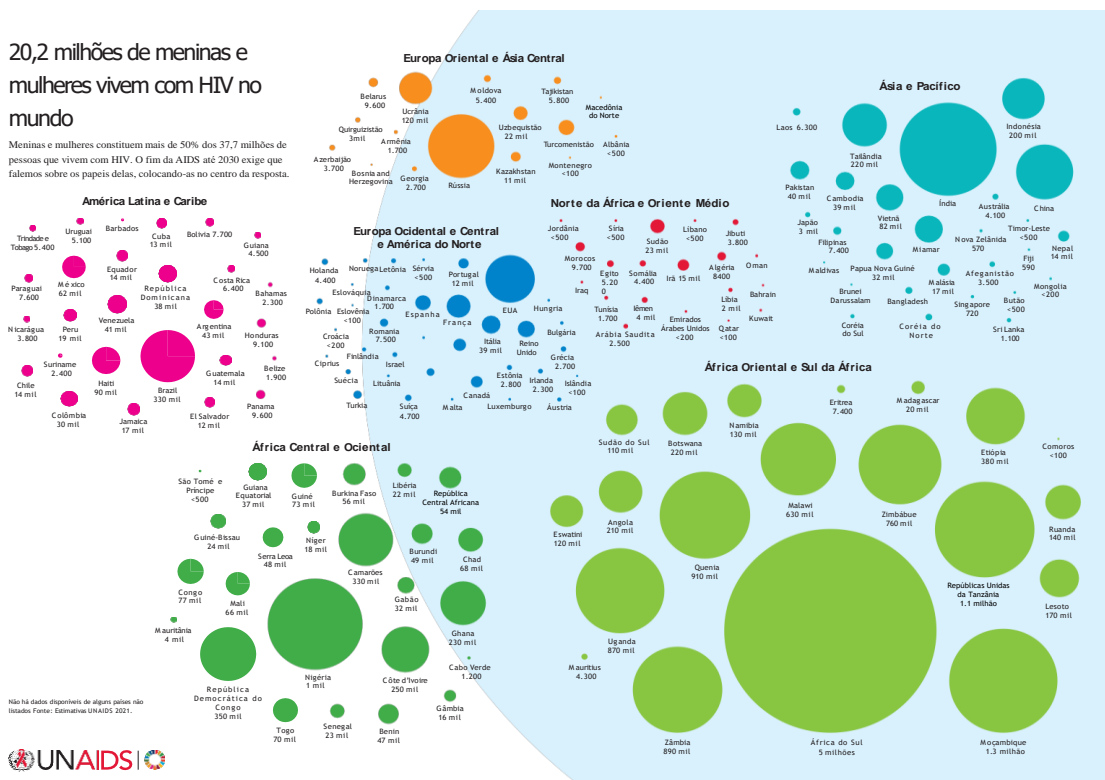 20,2 milhões de meninas e
mulheres vivem com HIV no
mundo
Meninas e mulheres constituem mais de 50% dos 37,7 milhões de
pessoas que vivem com HIV. O fim da AIDS até 2030 exige que
falemos sobre os papeis delas, colocando-as no centro da resposta.
Europa Oriental e Ásia Central
Belarus
9.600
Ucrânia
120 mil
Moldova
5.400
Tajikistan
5.800
Macedônia
do Norte
Quirguizistão
3mil
Armênia
1.700
Uzbequistão
22 mil
Turcomenistão
Albânia
<500
Azerbaijão
3.700
Bosnia and
Herzegovina
Georgia
2.700
Rússia
Kazakhstan
11 mil
Montenegro
<100
Ásia e Pacífico
Laos 6.300
Tailândia
220 mil
Índia
Indonésia
200 mil
China
Pakistan
40 mil
Cambodia
39 mil
Vietnã
82 mil
Austrália
4.100
Japão
3 mil
Filipinas
7.400
Miamar
Nova Zelândia
570
Timor-Leste
<500
Nepal
14 mil
Maldivas
Papua Nova Guiné
32 mil
Malásia
17 mil
Afeganistão
3.500
Fiji
590
Mongolia
<200
Brunei
Darussalam
Bangladesh
Singapore
720
Butão
<500
Coréia
do Sul
Coréia do
Norte
Sri Lanka
1.100
América Latina e Caribe
Trindade e
Tobago 5.400
Uruguai
5.100
Barbados
Cuba
13 mil
Bolivia 7.700
Guiana
4.500
Paraguai
7.600
México
62 mil
Equador
14 mil
República
Dominicana
38 mil
Costa Rica
6.400
Bahamas
2.300
Nicarágua
3.800
Peru
19 mil
Venezuela
41 mil
Argentina
43 mil
Honduras
9.100
Chile
14 mil
Suriname
2.400
Haiti
90 mil
Brazil
330 mil
Guatemala
14 mil
Belize
1.900
Colômbia
30 mil
Jamaica
17 mil
El Salvador
12 mil
Panama
9.600
Europa Ocidental e Central
e América do Norte
Holanda
4.400
Noruega
Letônia
Sérvia
<500
Portugal
12 mil
EUA
Polônia
Eslováquia
Eslovênia
<100
Dinamarca
1.700
Espanha
França
Hungria
Croácia
<200
Romania
7.500
Itália
39 mil
Reino
Unido
Bulgária
Ciprius
Finlândia
Israel
Grécia
2.700
Suécia
Lituânia
Canadá
Estônia
2.800
Irlanda
2.300
Islândia
<100
Turkia
Suíça
4.700
Malta
Luxemburgo
Áustria
Norte da África e Oriente Médio
Jordânia
<500
Síria
<500
Sudão
23 mil
Líbano
<500
Jibuti
3.800
Morocos
9.700
Egito
5.20
0
Somália
4.400
Irã 15 mil
Algéria
8400
Oman
Iraq
Tunísia
1.700
Iêmen
4 mil
Líbia
2 mil
Bahrain
Arábia Saudita
2.500
Emirados
Árabes Unidos
<200
Qatar
<100
Kuwait
África Oriental e Sul da África
Sudão do Sul
110 mil
Botswana
220 mil
Namíbia
130 mil
Eritrea
7.400
Madagascar
20 mil
Etiópia
380 mil
Comoros
<100
Eswatini
120 mil
Angola
210 mil
Quenia
910 mil
Malawi
630 mil
Zimbábue
760 mil
Repúblicas Unidas
da Tanzânia
1.1 milhão
Ruanda
140 mil
Lesoto
170 mil
Uganda
870 mil
Mauritius
4.300
Zâmbia
890 mil
África do Sul
5 milhões
Moçambique
1.3 milhão
África Central e Ociental
São Tomé e
Príncipe
<500
Guiana
Equatorial
37 mil
Guiné
73 mil
Burkina Faso
56 mil
Libéria
22 mil
República
Central Africana
54 mil
Guiné-Bissau
24 mil
Serra Leoa
48 mil
Níger
18 mil
Camarões
330 mil
Burundi
49 mil
Chad
68 mil
Congo
77 mil
Mali
66 mil
Gabão
32 mil
Ghana
230 mil
Mauritânia
4 mil
República
Democrática do
Congo
350 mil
Nigéria
1 mil
Côte d'Ivoire
250 mil
Cabo Verde
1.200
Togo
70 mil
Senegal
23 mil
Benin
47 mil
Gâmbia
16 mil
Não há dados disponíveis de alguns países não
listados Fonte: Estimativas UNAIDS 2021.
UNAIDS